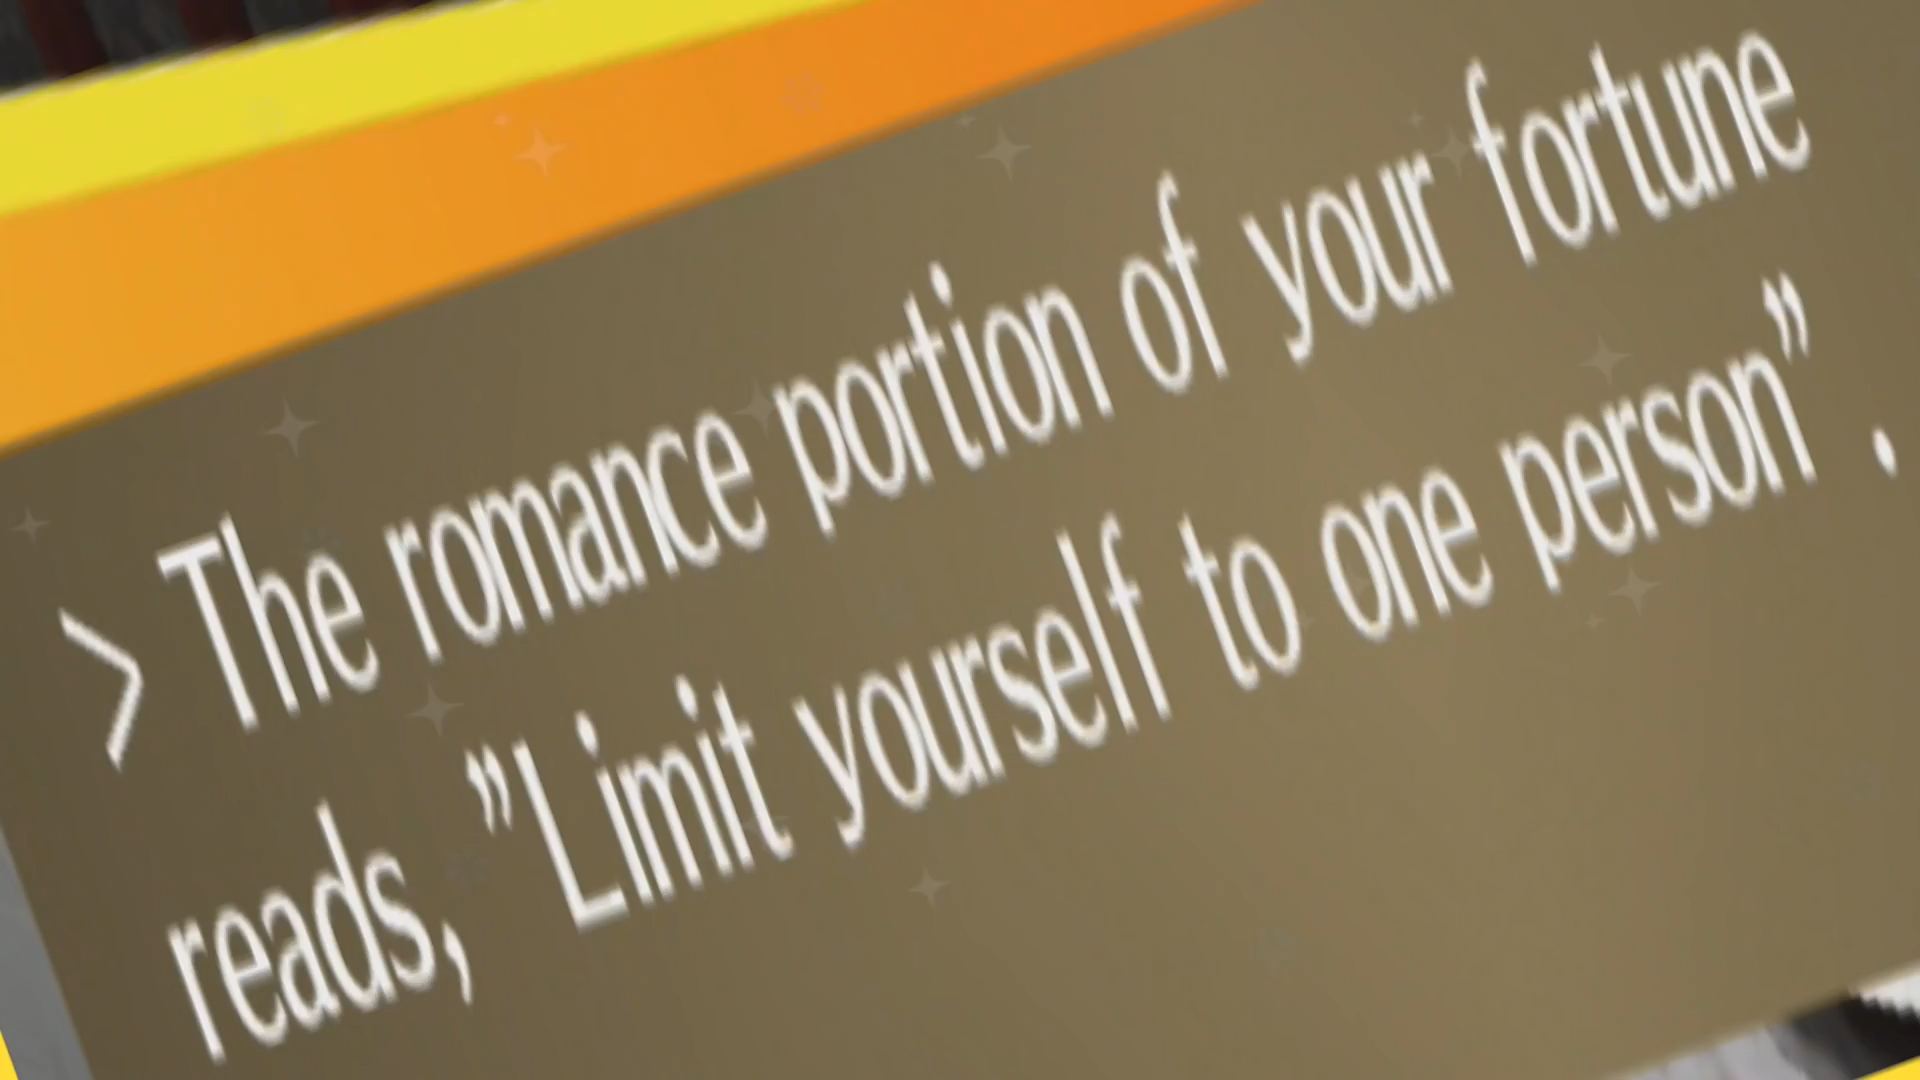 > The romance portion of your fortune
reads, ”Limit yourself to one person” .